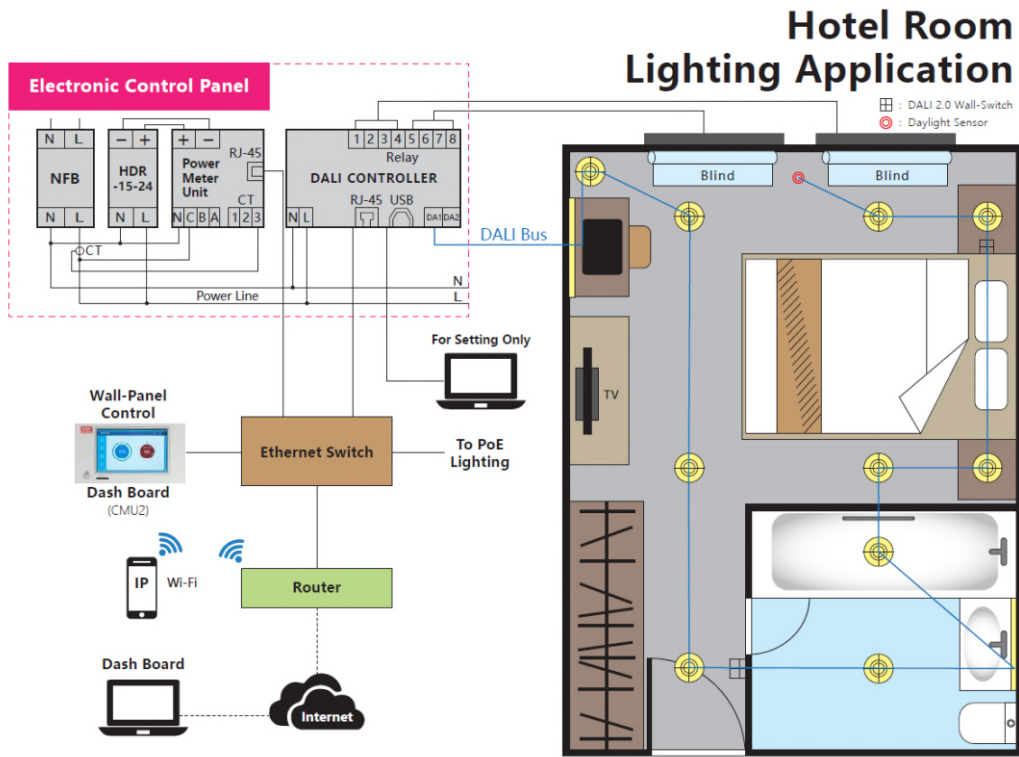 Hotel Room
Lighting Application
: DALI 2.0 Wall-Switch
: Daylight Sensor
Electronic Control Panel
N L
NFB
N L
− +
HDR
-15-24
N L
+ −
Power
Meter
Unit
RJ-45
CT
N C B A 1 2 3
1 2 3 4 5 6 7 8
Relay
DALI CONTROLLER
RJ-45 USB
N L
DA1 DA2
CT
DALI Bus
N
Power Line
L
Blind
Blind
TV
For Setting Only
Wall-Panel
Control
Dash Board
(CMU2)
Ethernet Switch
To PoE
Lighting
IP
Wi-Fi
Router
Dash Board
Internet